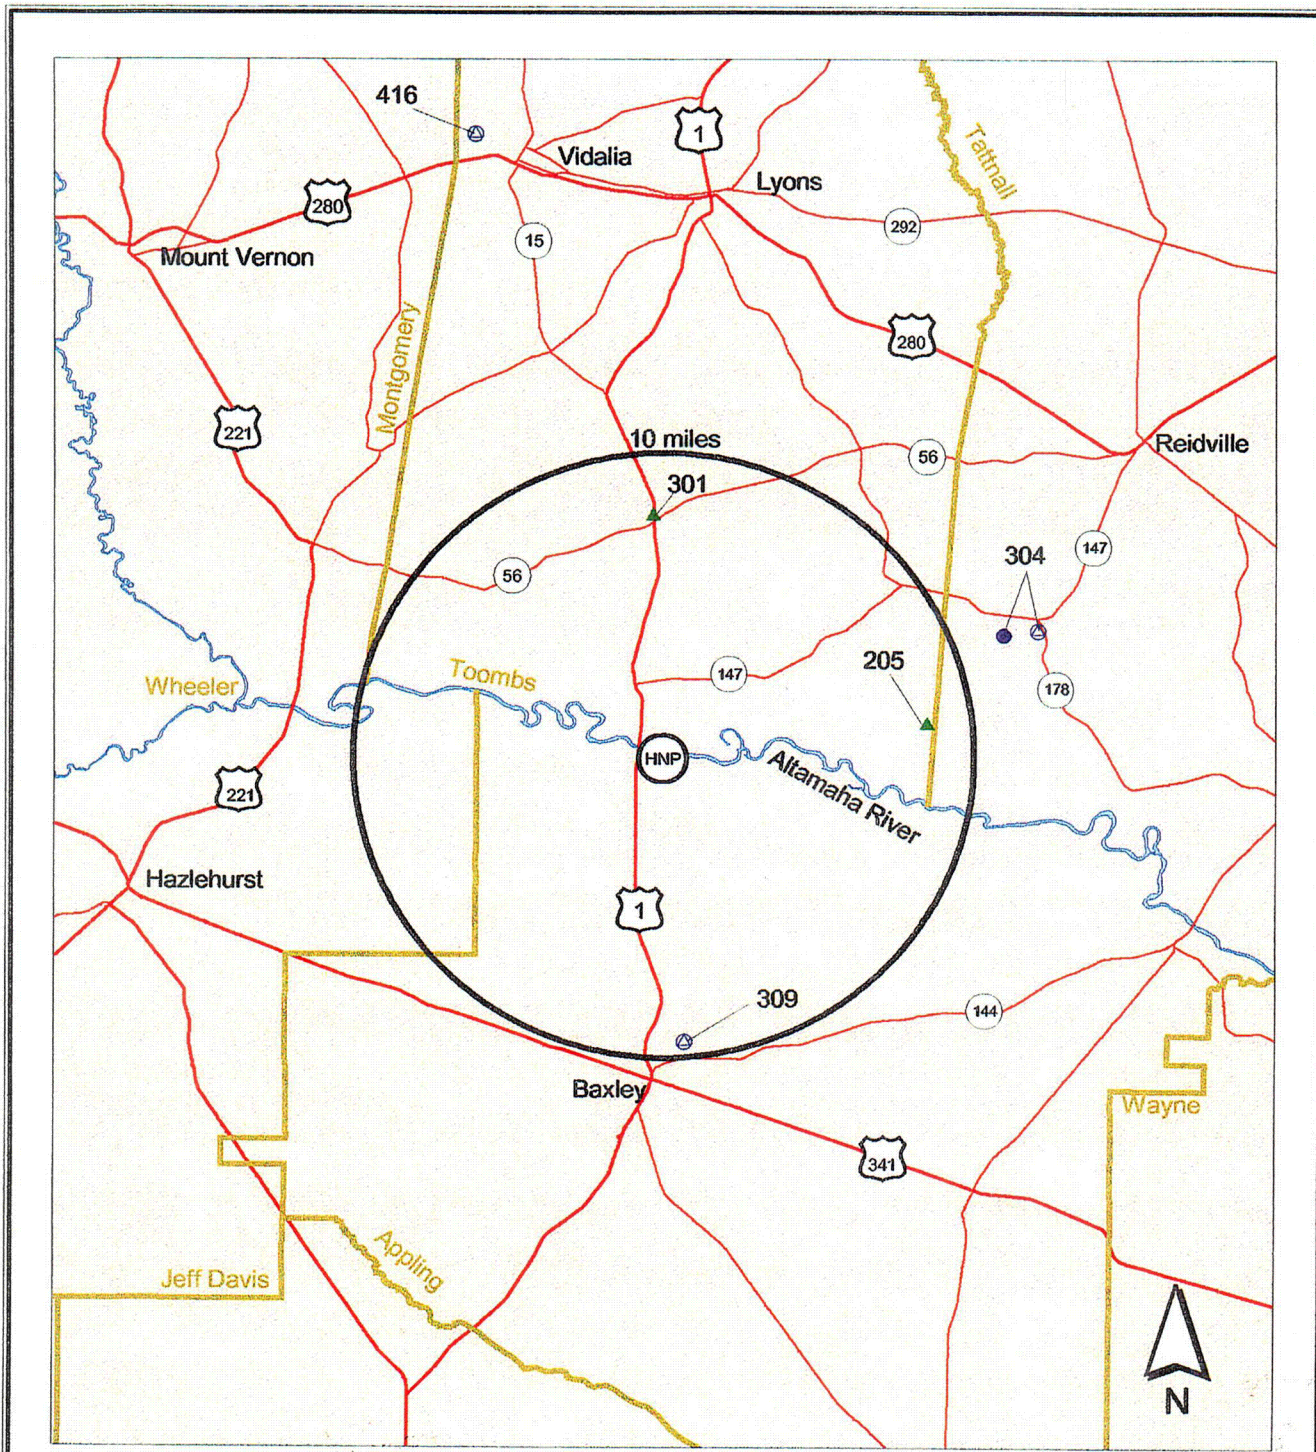 416
1
Vidalia
Tattnall
Lyons
280
292
15
Mount Vernon
Montgomery
280
221
10 miles
56
Reidville
301
147
304
56
205
147
Toombs
Wheeler
178
HNP
Altamaha River
221
Hazlehurst
1
309
144
Baxley
Wayne
341
Appling
Jeff Davis
N